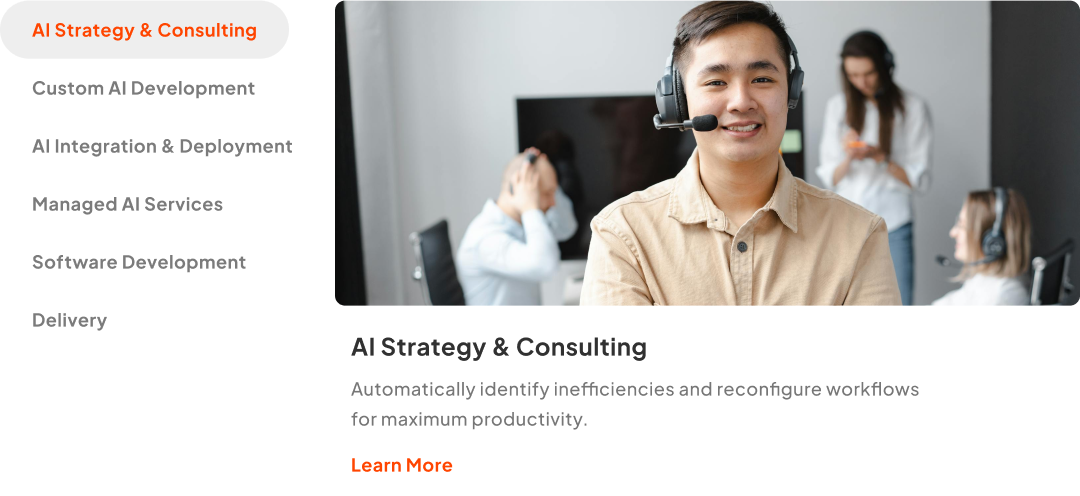 AI Strategy & Consulting
Custom AI Development
AI Integration & Deployment
Managed AI Services
Software Development
Delivery
AI Strategy & Consulting
Automatically identify inefficiencies and reconfigure workflows
for maximum productivity.
Learn More